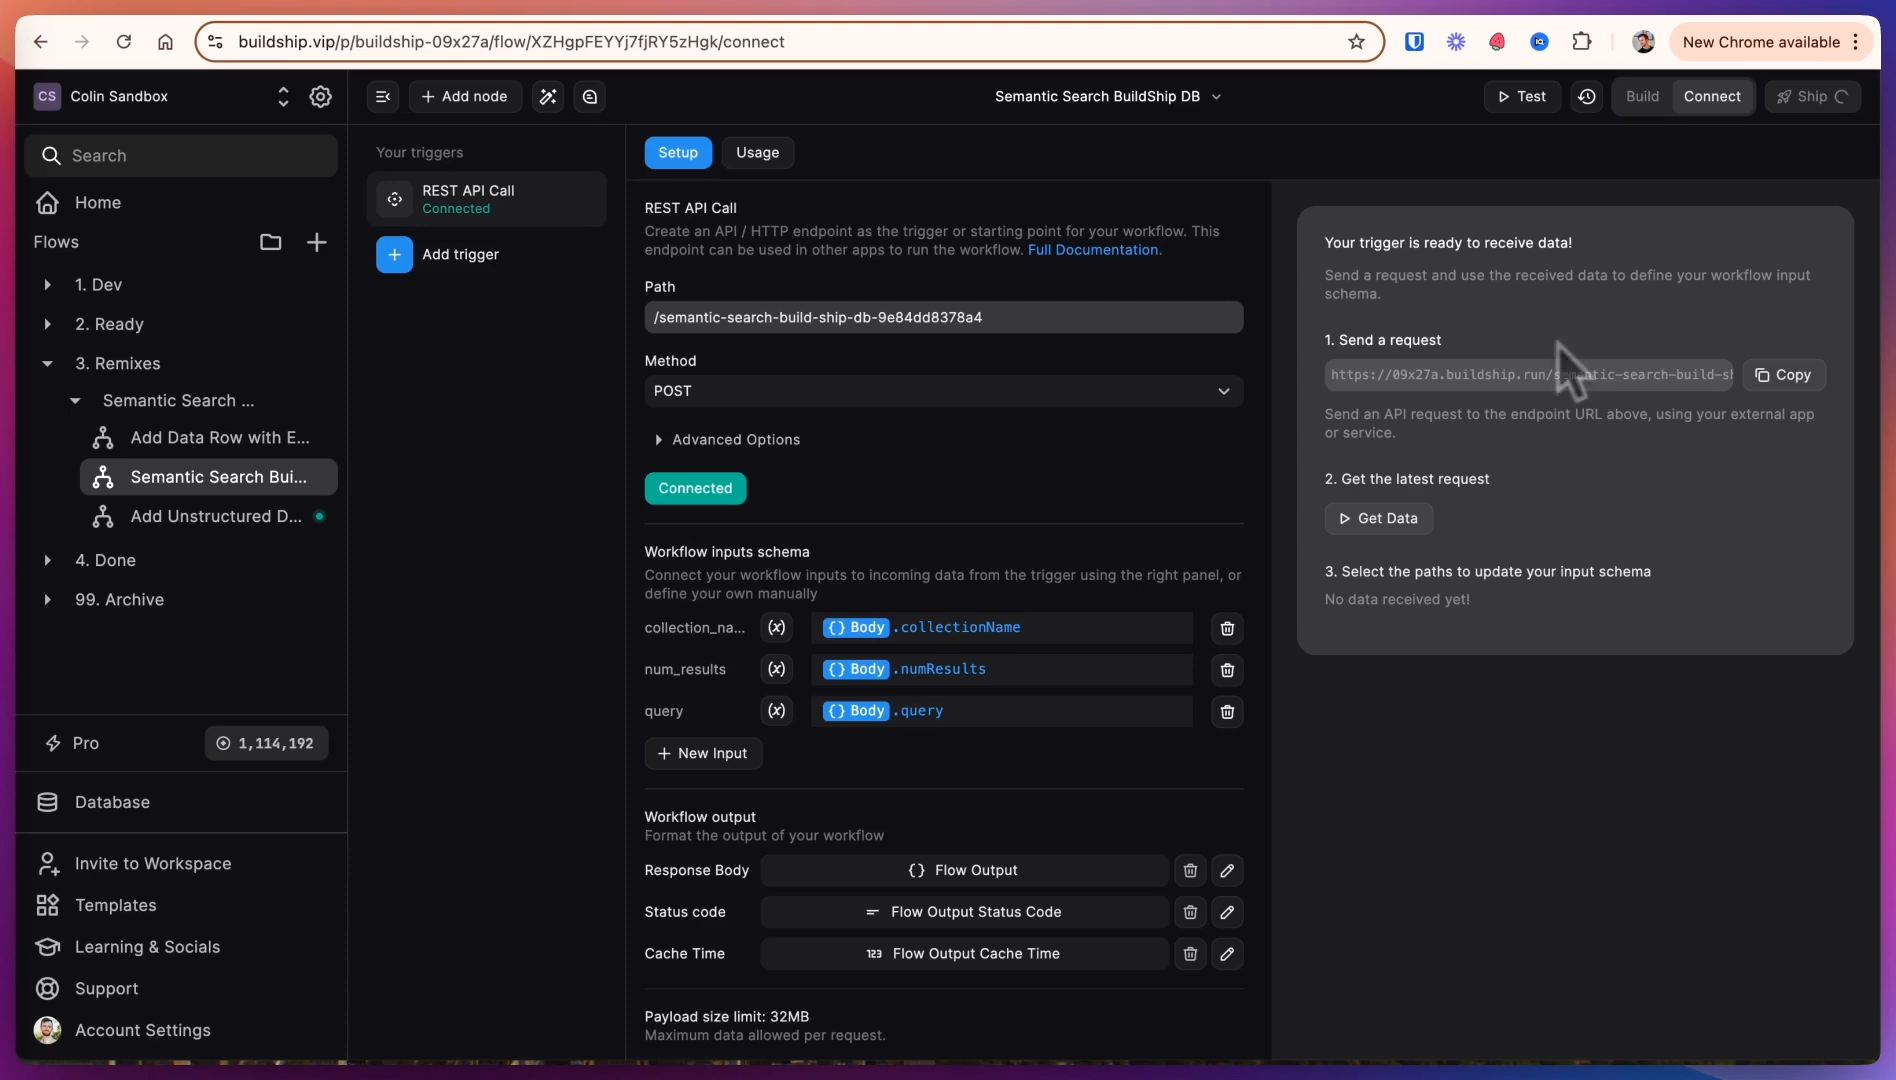 buildship.vip/p/buildship-09x27a/flow/XZHgpFEYYj7fjRY5zHgk/connect
New Chrome available
CS
Colin Sandbox
Add node
Semantic Search BuildShip DB
Test
Build
Connect
Ship
Search
Home
Flows
1. Dev
2. Ready
3. Remixes
Semantic Search ...
Add Data Row with E...
Semantic Search Bui...
Add Unstructured D...
4. Done
99. Archive
Pro
1,114,192
Database
Invite to Workspace
Templates
Learning & Socials
Support
Account Settings
Your triggers
REST API Call
Connected
Add trigger
Setup
Usage
REST API Call
Create an API / HTTP endpoint as the trigger or starting point for your workflow. This
endpoint can be used in other apps to run the workflow. Full Documentation.
Path
/semantic-search-build-ship-db-9e84dd8378a4
Method
POST
Advanced Options
Connected
Workflow inputs schema
Connect your workflow inputs to incoming data from the trigger using the right panel, or
define your own manually
collection_na... (x) {} Body .collectionName
num_results (x) {} Body .numResults
query (x) {} Body .query
New Input
Workflow output
Format the output of your workflow
Response Body {} Flow Output
Status code Flow Output Status Code
Cache Time 123 Flow Output Cache Time
Payload size limit: 32MB
Maximum data allowed per request.
Your trigger is ready to receive data!
Send a request and use the received data to define your workflow input
schema.
1. Send a request
https://09x27a.buildship.run/semantic-search-build-sh
Copy
Send an API request to the endpoint URL above, using your external app
or service.
2. Get the latest request
Get Data
3. Select the paths to update your input schema
No data received yet!